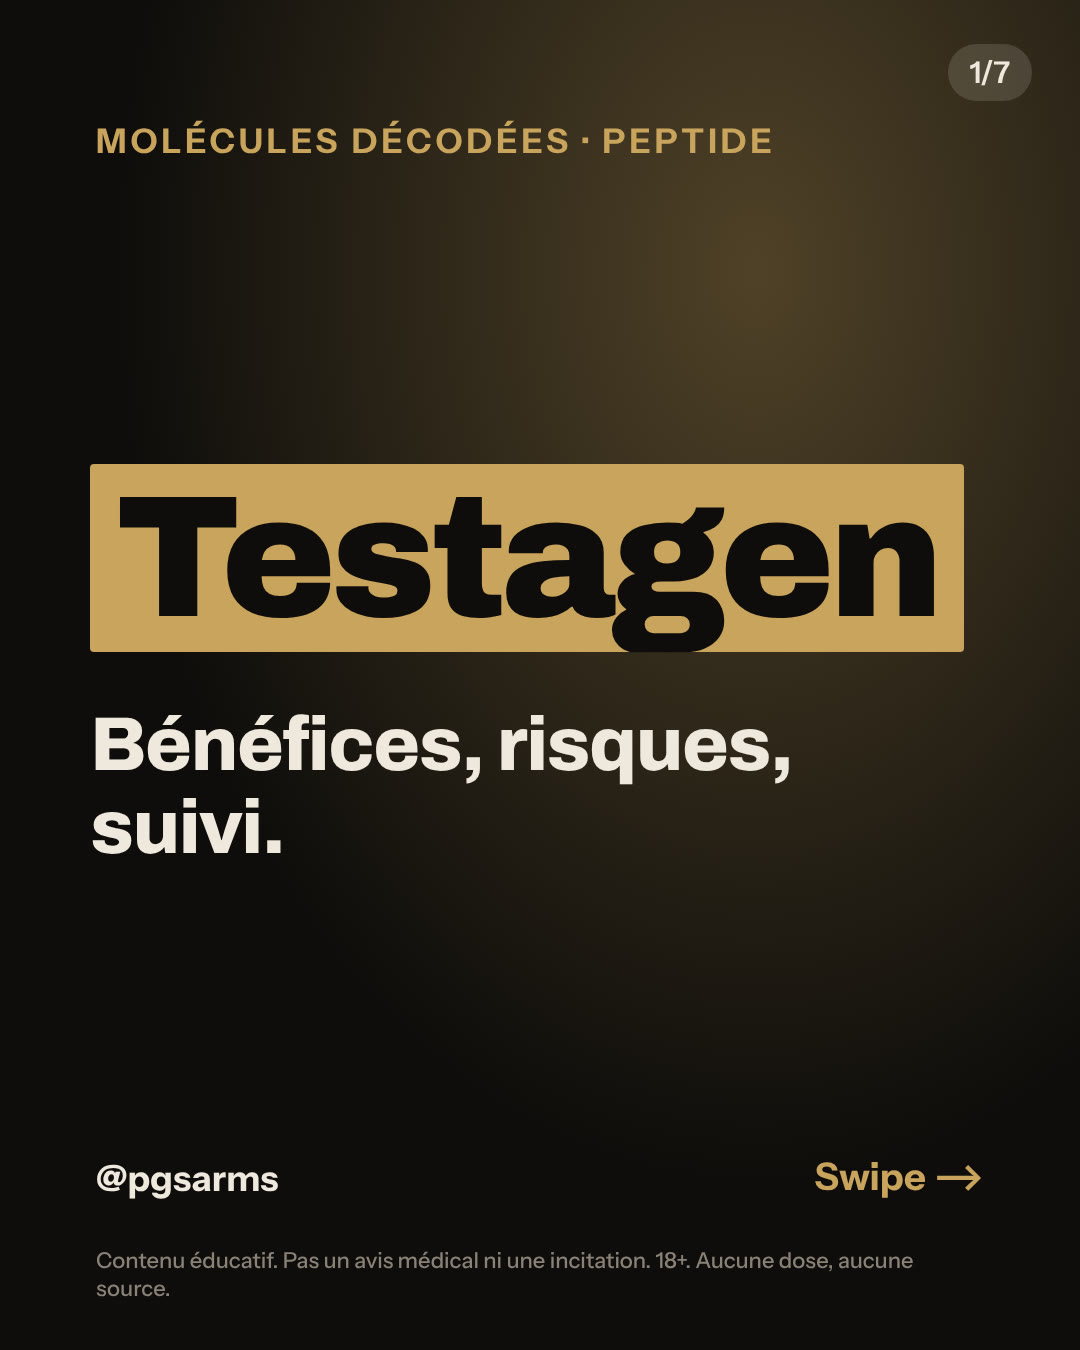 1/7
MOLÉCULES DÉCODÉES · PEPTIDE
Testagen
Bénéfices, risques,
suivi.
@pgsarms
Swipe →
Contenu éducatif. Pas un avis médical ni une incitation. 18+. Aucune dose, aucune
source.